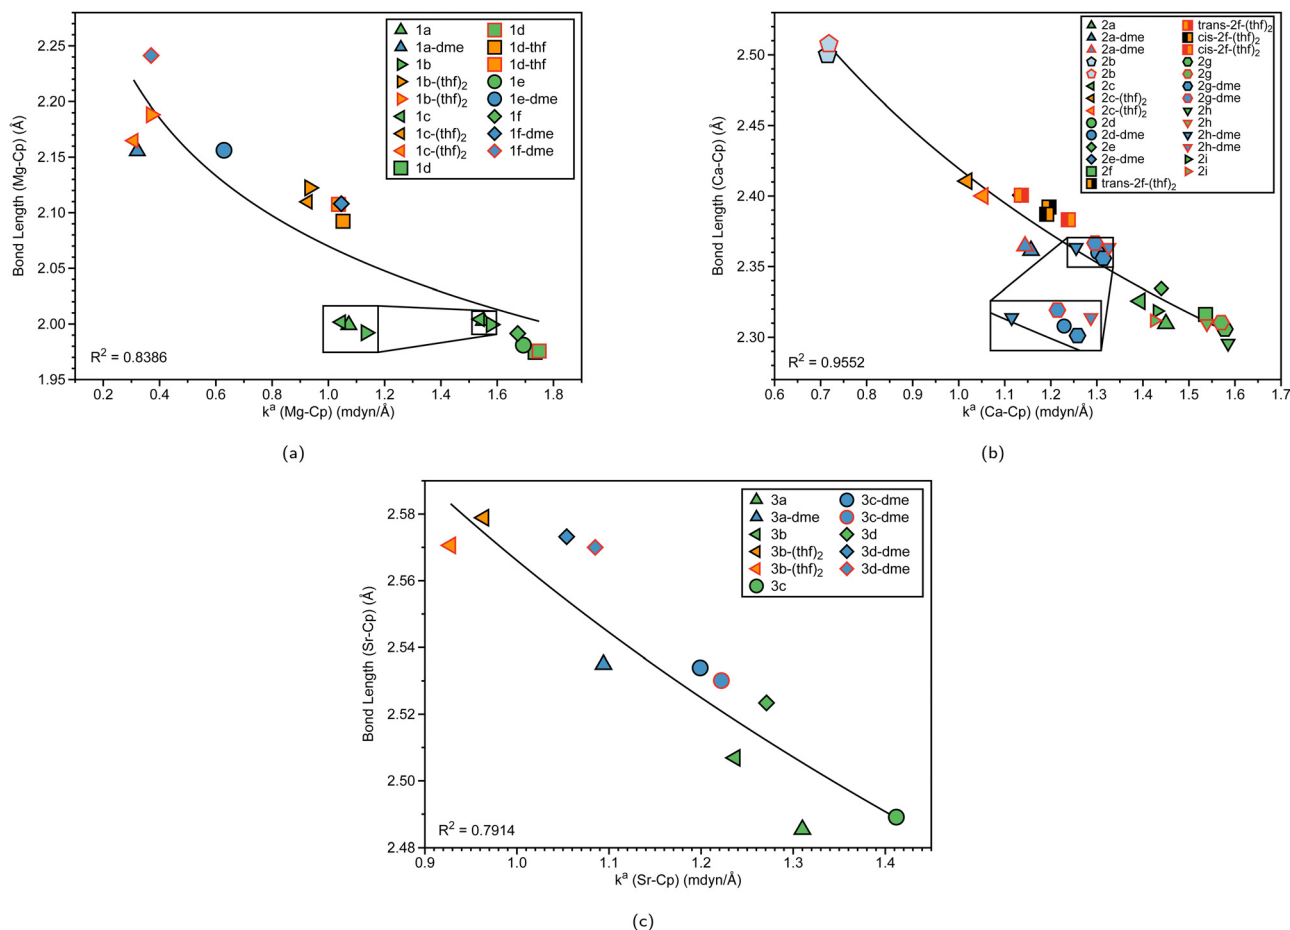 2.25
2.20
2.15
2.10
2.05
2.00
1.95
Bond Length (Mg-Cp) (Å)
1a
1a-dme
1b
1b-(thf)2
1b-(thf)2
1c
1c-(thf)2
1c-(thf)2
1d
1d
1d-thf
1d-thf
1e
1e-dme
1f
1f-dme
1f-dme
R² = 0.8386
0.2 0.4 0.6 0.8 1.0 1.2 1.4 1.6 1.8
kª (Mg-Cp) (mdyn/Å)
(a)
2.50
2.45
2.40
2.35
2.30
Bond Length (Ca-Cp) (Å)
2a
2a-dme
2a-dme
2b
2b
2c
2c-(thf)2
2c-(thf)2
2d
2d-dme
2e
2e-dme
2f
trans-2f-(thf)2
trans-2f-(thf)2
cis-2f-(thf)2
cis-2f-(thf)2
2g
2g
2g-dme
2g-dme
2h
2h
2h-dme
2h-dme
2i
2i
R² = 0.9552
0.6 0.7 0.8 0.9 1.0 1.1 1.2 1.3 1.4 1.5 1.6 1.7
kª (Ca-Cp) (mdyn/Å)
(b)
2.58
2.56
2.54
2.52
2.50
2.48
Bond Length (Sr-Cp) (Å)
3a
3a-dme
3b
3b-(thf)2
3b-(thf)2
3c
3c-dme
3c-dme
3d
3d-dme
3d-dme
R² = 0.7914
0.9 1.0 1.1 1.2 1.3 1.4
kª (Sr-Cp) (mdyn/Å)
(c)